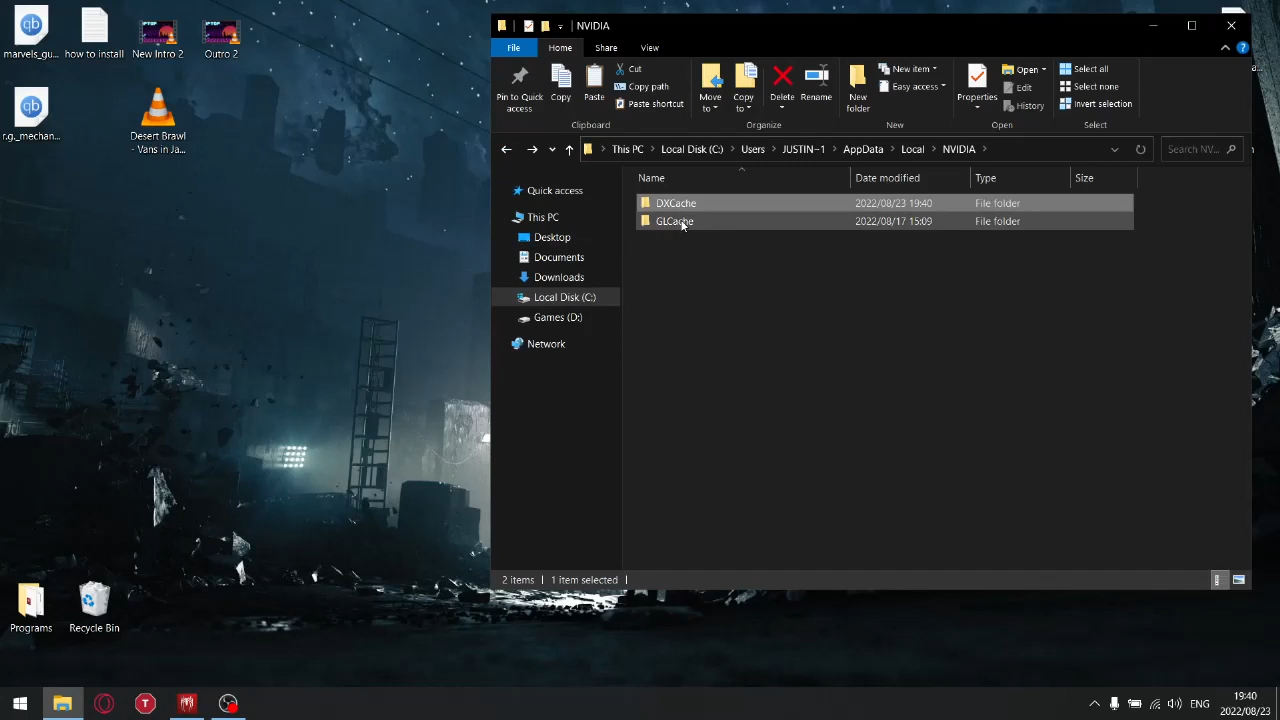 marvels_gu...
how to install
New Intro 2
Outro 2
r.g._mechan...
Desert Brawl
- Vans in Ja...
Programs
Recycle Bin
NVIDIA
File
Home
Share
View
Pin to Quick
access
Copy
Paste
Cut
Copy path
Paste shortcut
Clipboard
Move
to
Copy
to
Delete
Rename
Organize
New
folder
New item
Easy access
New
Properties
Open
Edit
History
Open
Select all
Select none
Invert selection
Select
This PC > Local Disk (C:) > Users > JUSTIN~1 > AppData > Local > NVIDIA >
Search NV...
Quick access
This PC
Desktop
Documents
Downloads
Local Disk (C:)
Games (D:)
Network
Name Date modified Type Size
DXCache 2022/08/23 19:40 File folder
GLCache 2022/08/17 15:09 File folder
2 items 1 item selected
ENG
19:40
2022/08/23